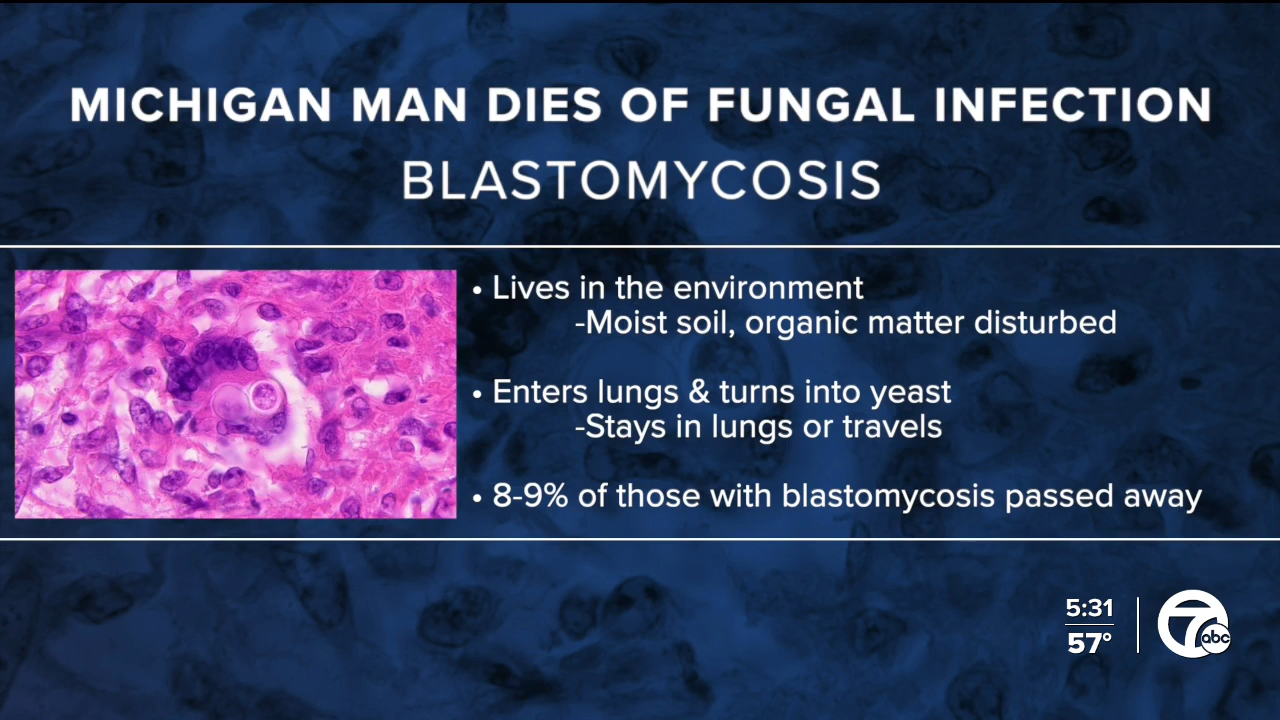 MICHIGAN MAN DIES OF FUNGAL INFECTION
BLASTOMYCOSIS
• Lives in the environment
-Moist soil, organic matter disturbed
• Enters lungs & turns into yeast
-Stays in lungs or travels
• 8-9% of those with blastomycosis passed away
5:31
57°
7 abc